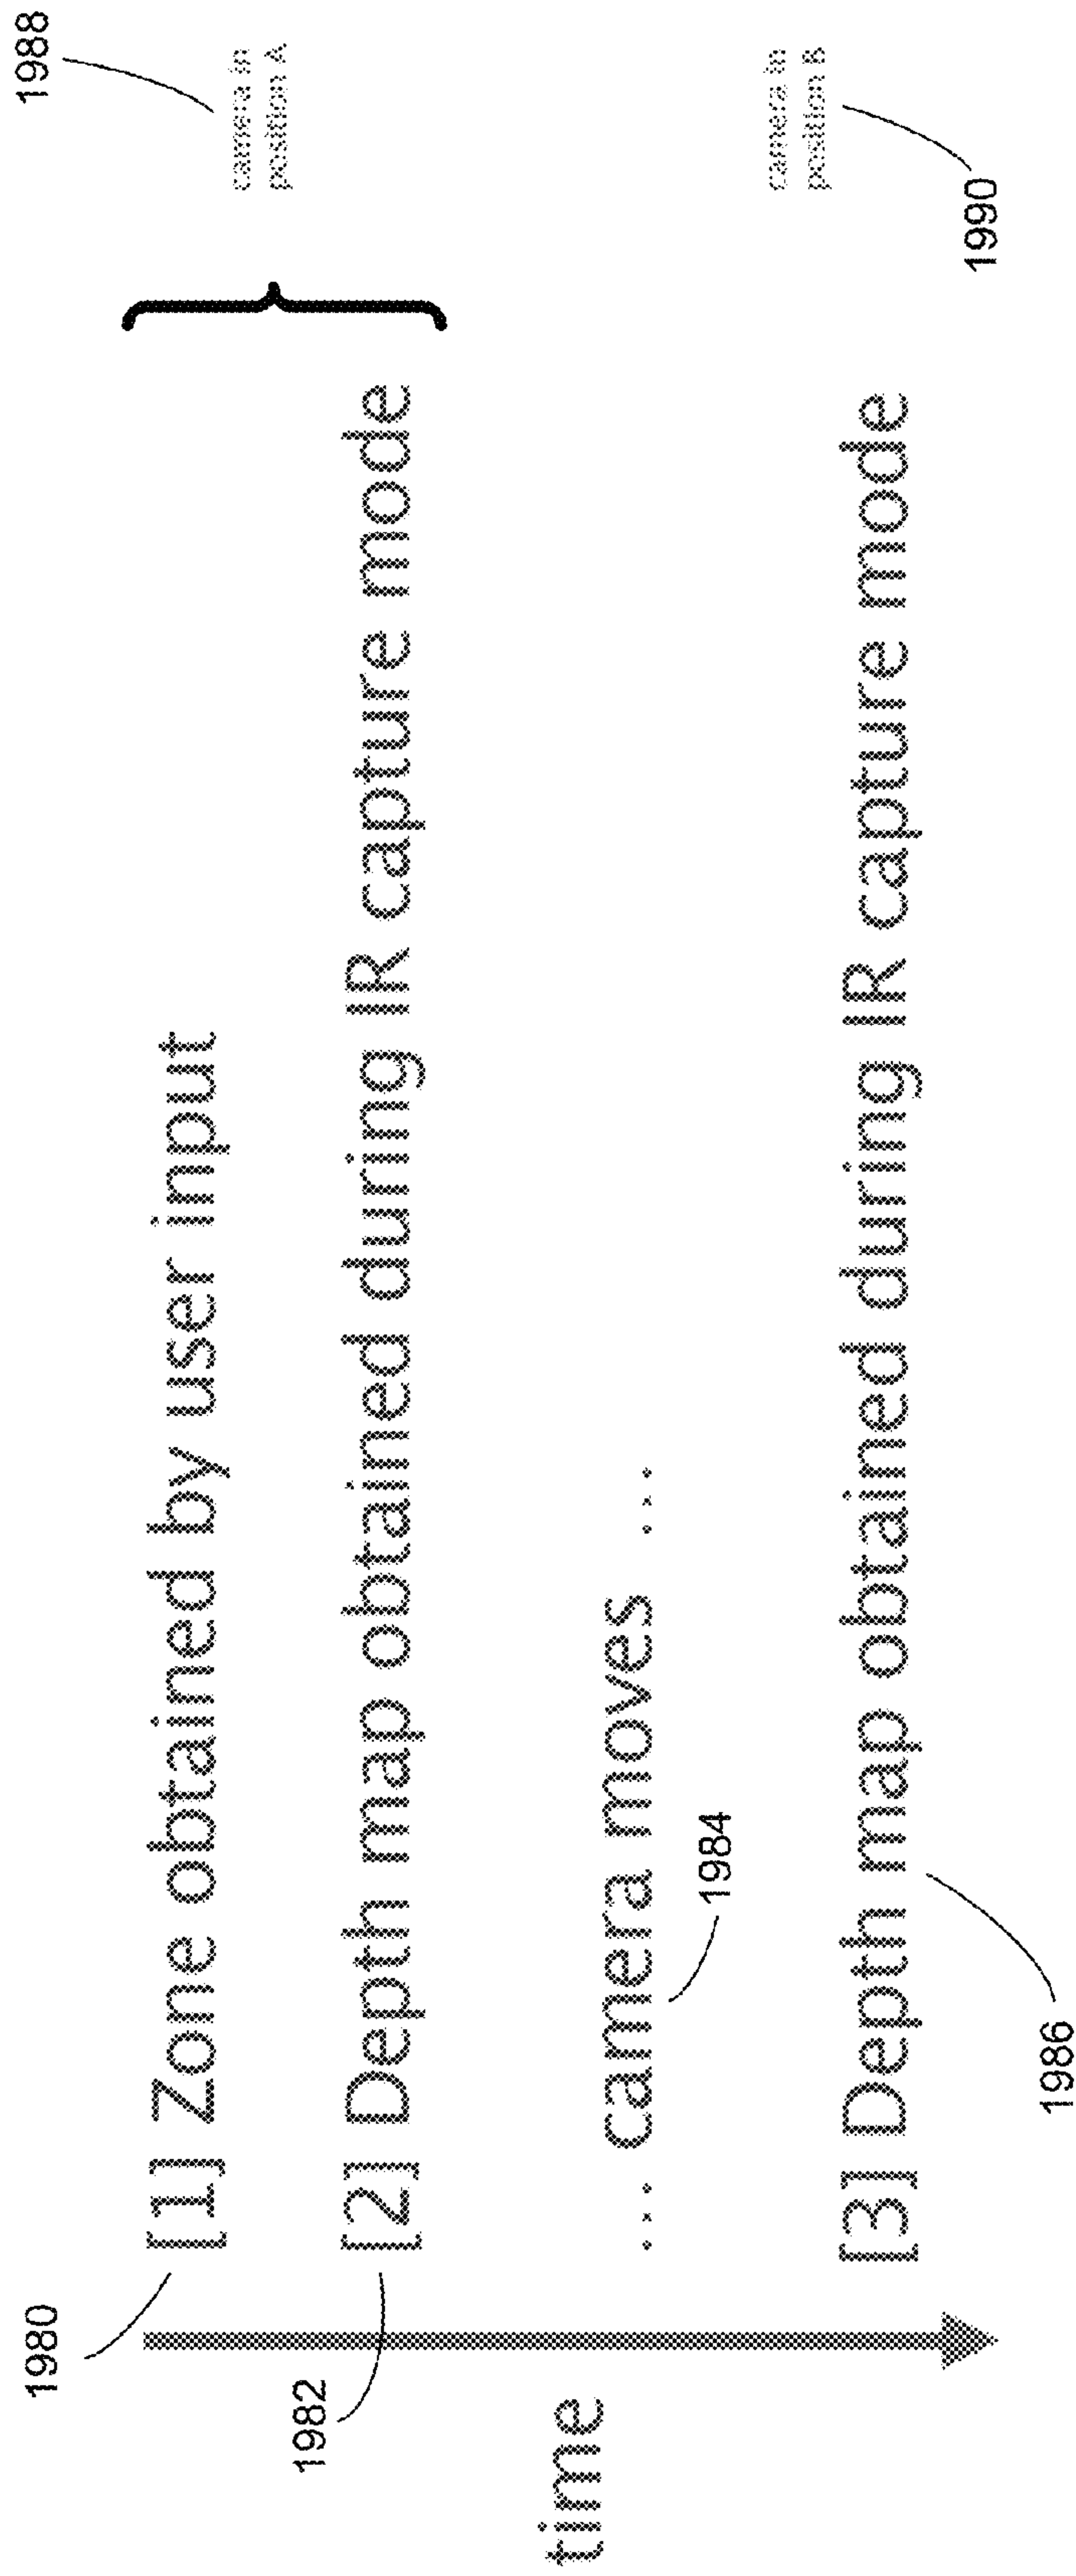 1988
camera in
position A
1980
[1] Zone obtained by user input
1982
[2] Depth map obtained during IR capture mode
time
... camera moves ...
1984
camera in
position B
1990
[3] Depth map obtained during IR capture mode
1986